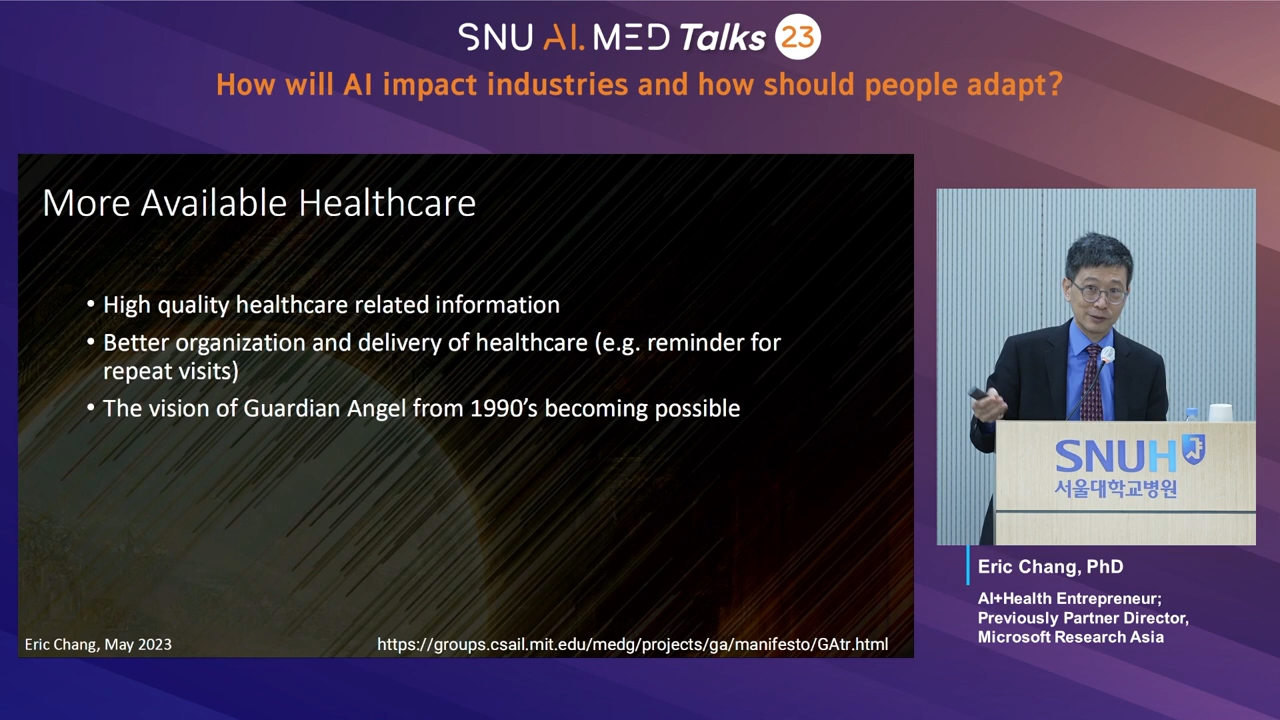 SNU AI. MED Talks 23
How will AI impact industries and how should people adapt?
More Available Healthcare
• High quality healthcare related information
• Better organization and delivery of healthcare (e.g. reminder for
repeat visits)
• The vision of Guardian Angel from 1990’s becoming possible
Eric Chang, May 2023
https://groups.csail.mit.edu/medg/projects/ga/manifesto/GAtr.html
SNUH
서울대학교병원
Eric Chang, PhD
AI+Health Entrepreneur;
Previously Partner Director,
Microsoft Research Asia